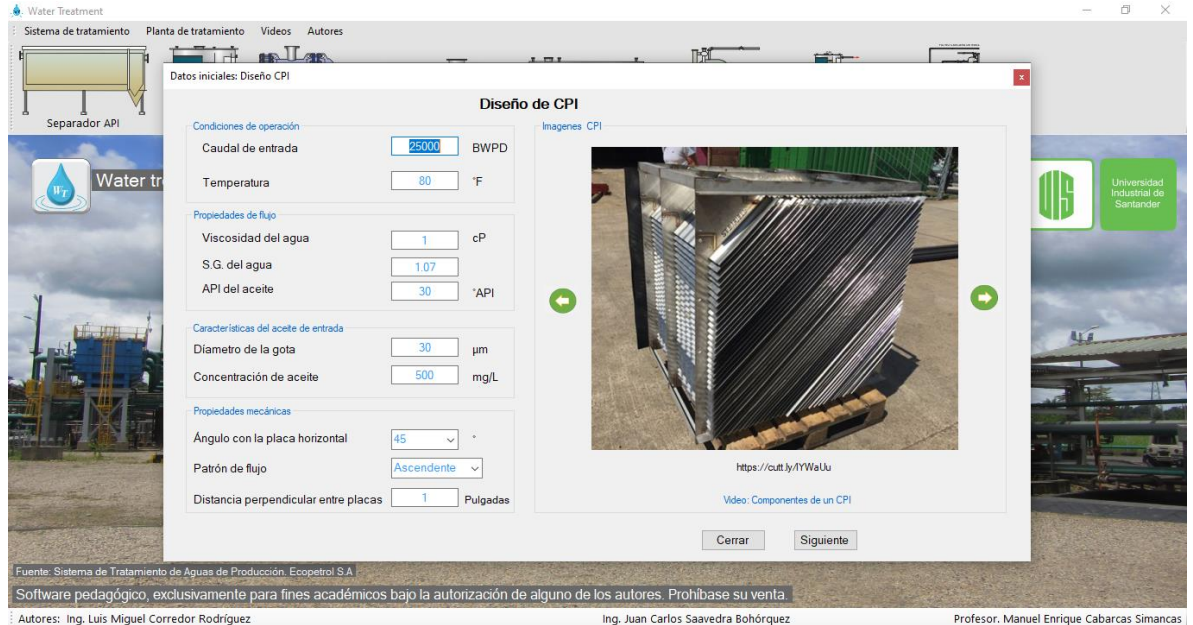 Water Treatment
Sistema de tratamiento Planta de tratamiento Videos Autores
Separador API
Datos iniciales: Diseño CPI
x
Diseño de CPI
Condiciones de operación
Caudal de entrada 25000 BWPD
Temperatura 80 °F
Propiedades de flujo
Viscosidad del agua 1 cP
S.G. del agua 1.07
API del aceite 30 °API
Características del aceite de entrada
Díametro de la gota 30 µm
Concentración de aceite 500 mg/L
Propiedades mecánicas
Ángulo con la placa horizontal 45 °
Patrón de flujo Ascendente
Distancia perpendicular entre placas 1 Pulgadas
Imagenes CPI
Video: Componentes de un CPI
Cerrar Siguiente
WT
Water
UIS
Universidad
Industrial de
Santander
Fuente: Sistema de Tratamiento de Aguas de Producción. Ecopetrol S.A
Software pedagógico, exclusivamente para fines académicos bajo la autorización de alguno de los autores. Prohíbase su venta.
Autores: Ing. Luis Miguel Corredor Rodríguez Ing. Juan Carlos Saavedra Bohórquez Profesor. Manuel Enrique Cabarcas Simancas